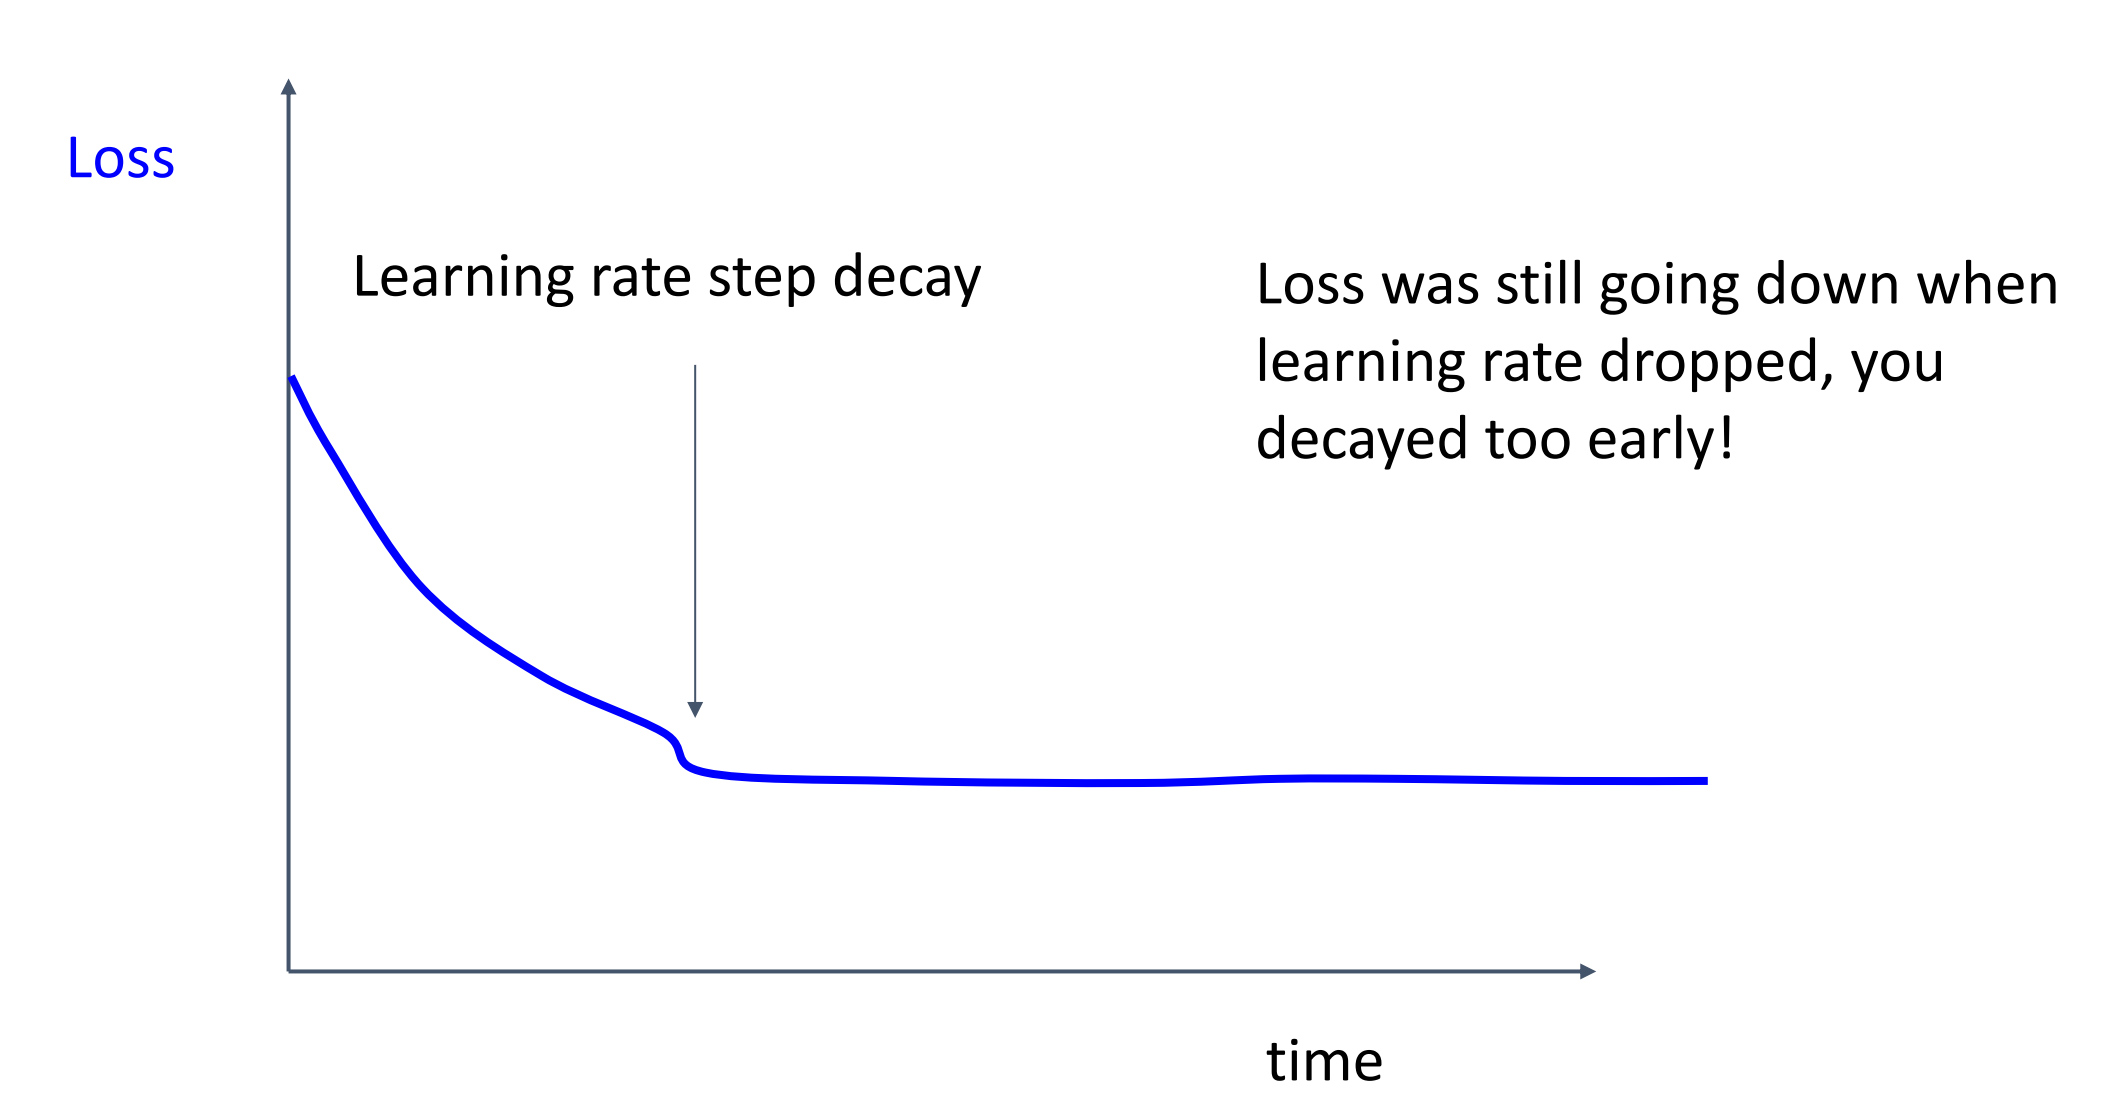 Loss
Learning rate step decay
Loss was still going down when
learning rate dropped, you
decayed too early!
time